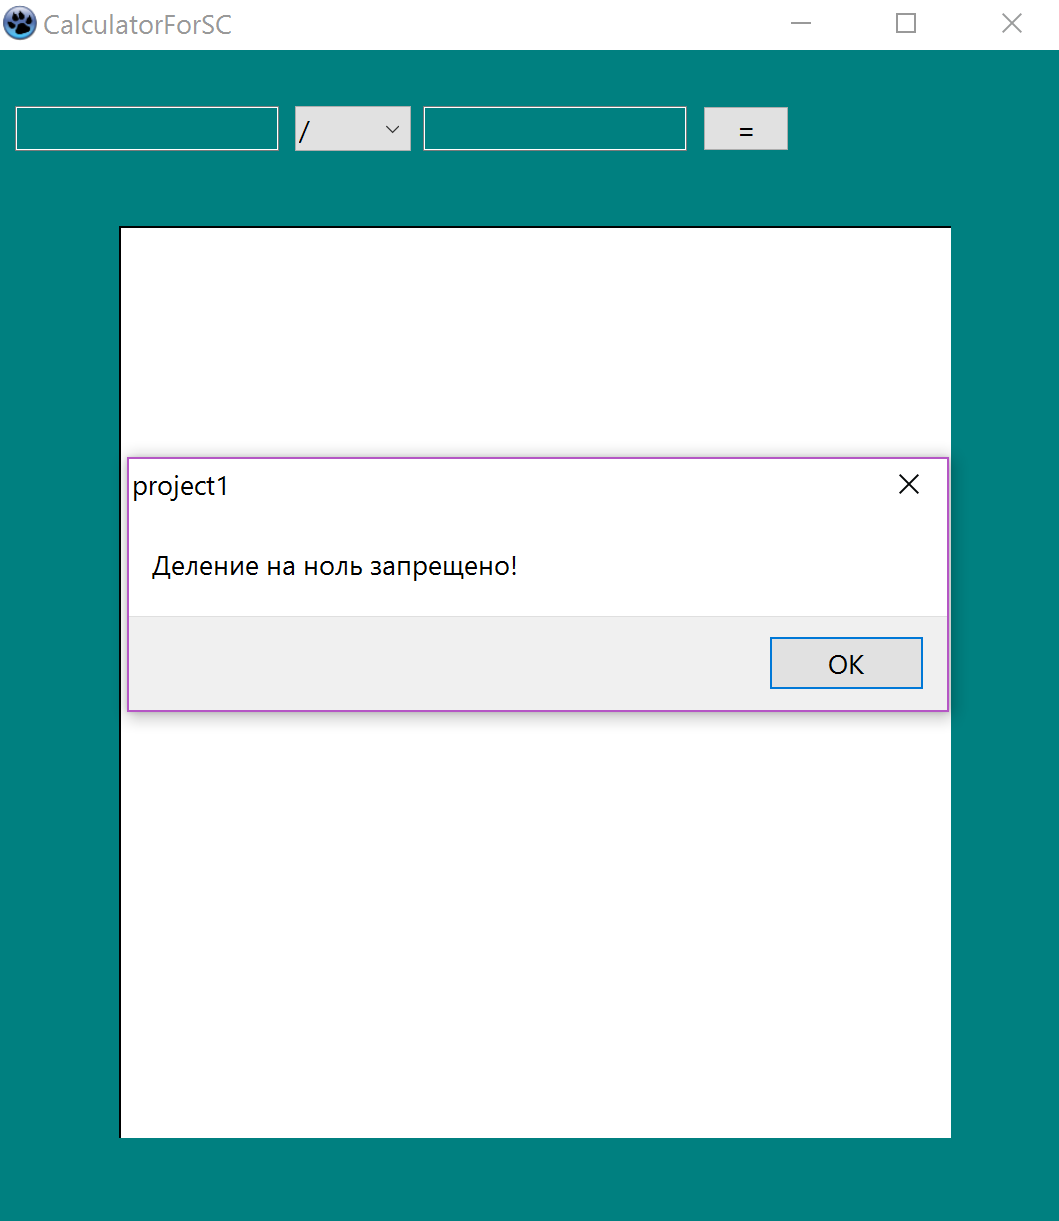 CalculatorForSC
/
=
project1
Деление на ноль запрещено!
OK